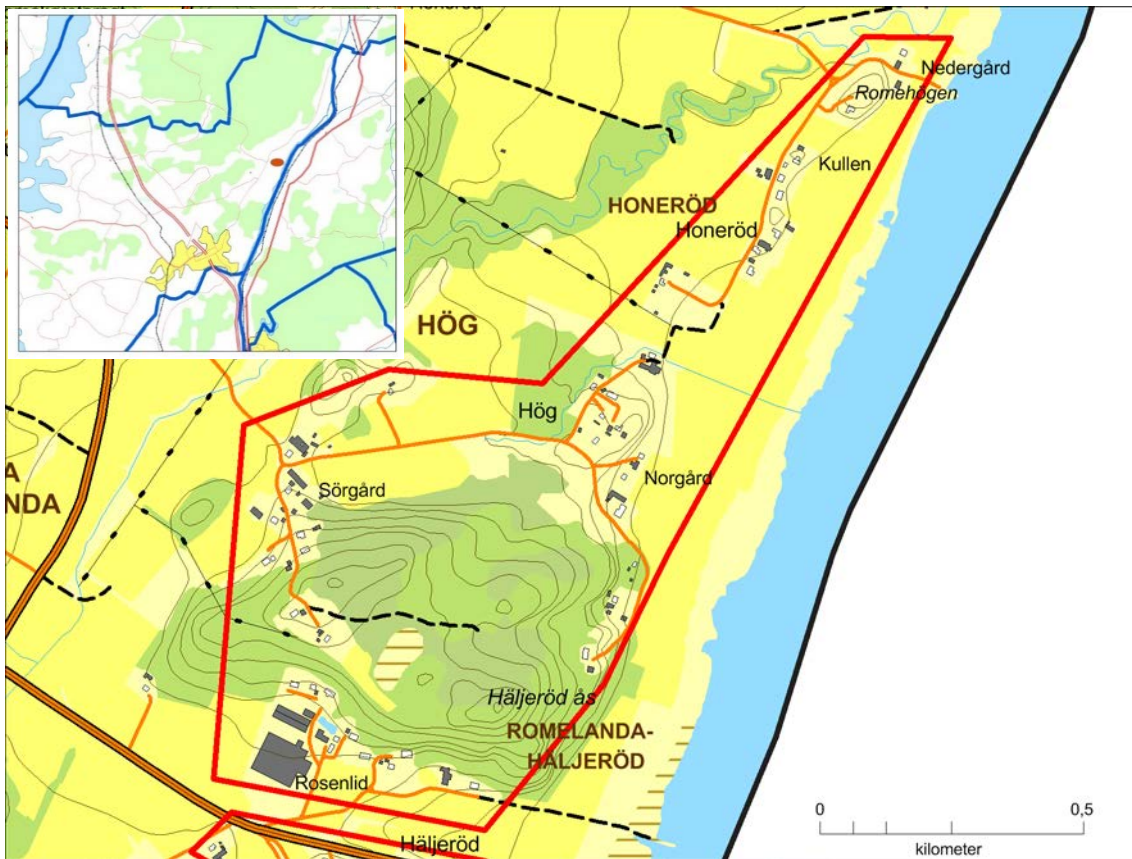 Nedergård
Romehögen
Kullen
HONERÖD
Honeröd
HÖG
Hög
A
NDA
Sörgård
Norgård
Häljeröd ås
ROMELANDA-
HÄLJERÖD
Rosenlid
Häljeröd
0 0,5
kilometer